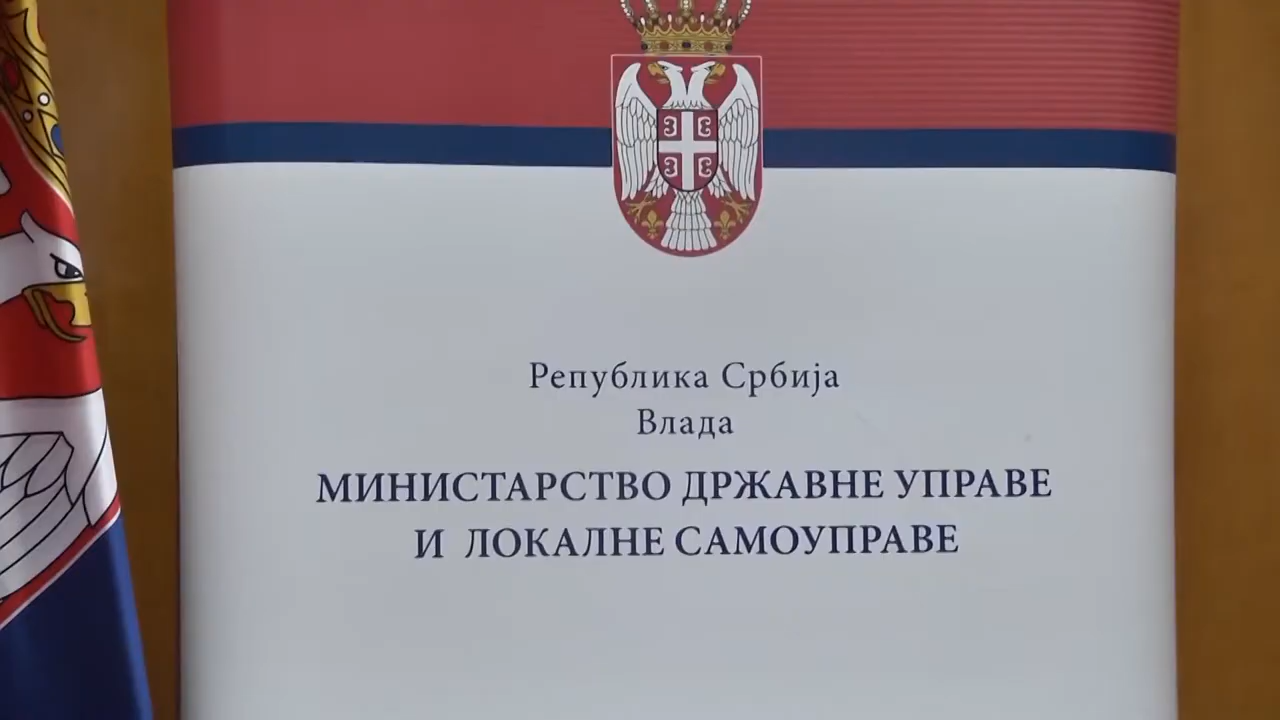 Република Србија
Влада
МИНИСТАРСТВО ДРЖАВНЕ УПРАВЕ
И ЛОКАЛНЕ САМОУПРАВЕ